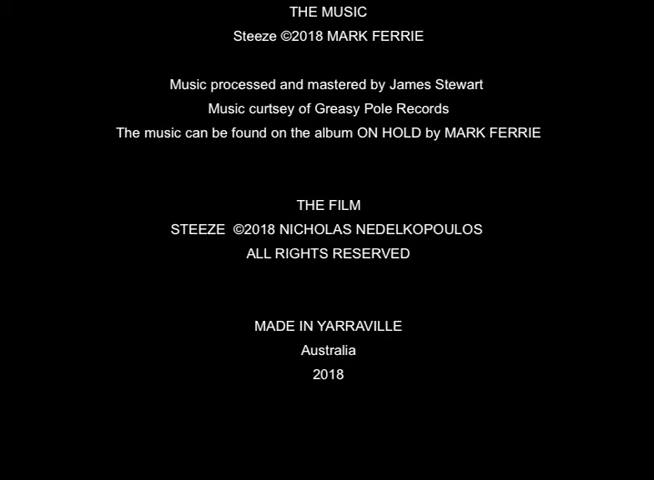 THE MUSIC
Steeze ©2018 MARK FERRIE
Music processed and mastered by James Stewart
Music curtsey of Greasy Pole Records
The music can be found on the album ON HOLD by MARK FERRIE
THE FILM
STEEZE ©2018 NICHOLAS NEDELKOPOULOS
ALL RIGHTS RESERVED
MADE IN YARRAVILLE
Australia
2018